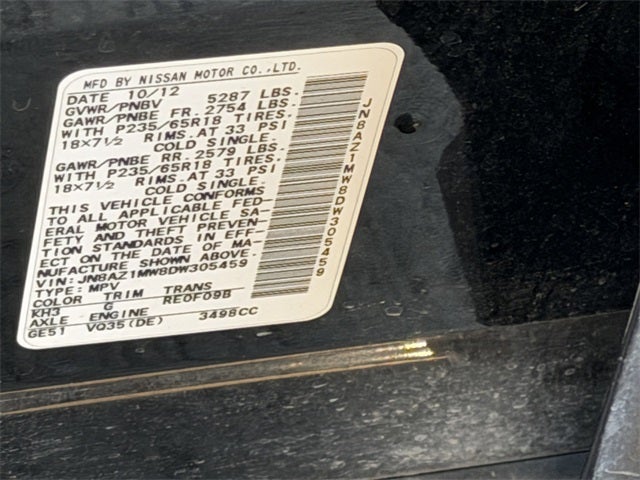 MFD BY NISSAN MOTOR CO.,LTD.
DATE 10/12
GVWR/PNBV 5287 LBS.
GAWR/PNBE FR. 2754 LBS.
WITH P235/65R18 TIRES.
18×7½ RIMS.AT 33 PSI
COLD SINGLE.
GAWR/PNBE RR. 2579 LBS.
WITH P235/65R18 TIRES.
18×7½ RIMS.AT 33 PSI
COLD SINGLE
THIS VEHICLE CONFORMS
TO ALL APPLICABLE FED-
ERAL MOTOR VEHICLE SA-
FETY AND THEFT PREVEN-
TION STANDARDS IN EFF-
ECT ON THE DATE OF MA-
NUFACTURE SHOWN ABOVE.
VIN:JN8AZ1MW8DW305459
TYPE:MPV
COLOR TRIM TRANS
KH3 G RE0F09B
AXLE ENGINE
GE51 VQ35(DE) 3498CC
JN8AZ1MW8DW305459